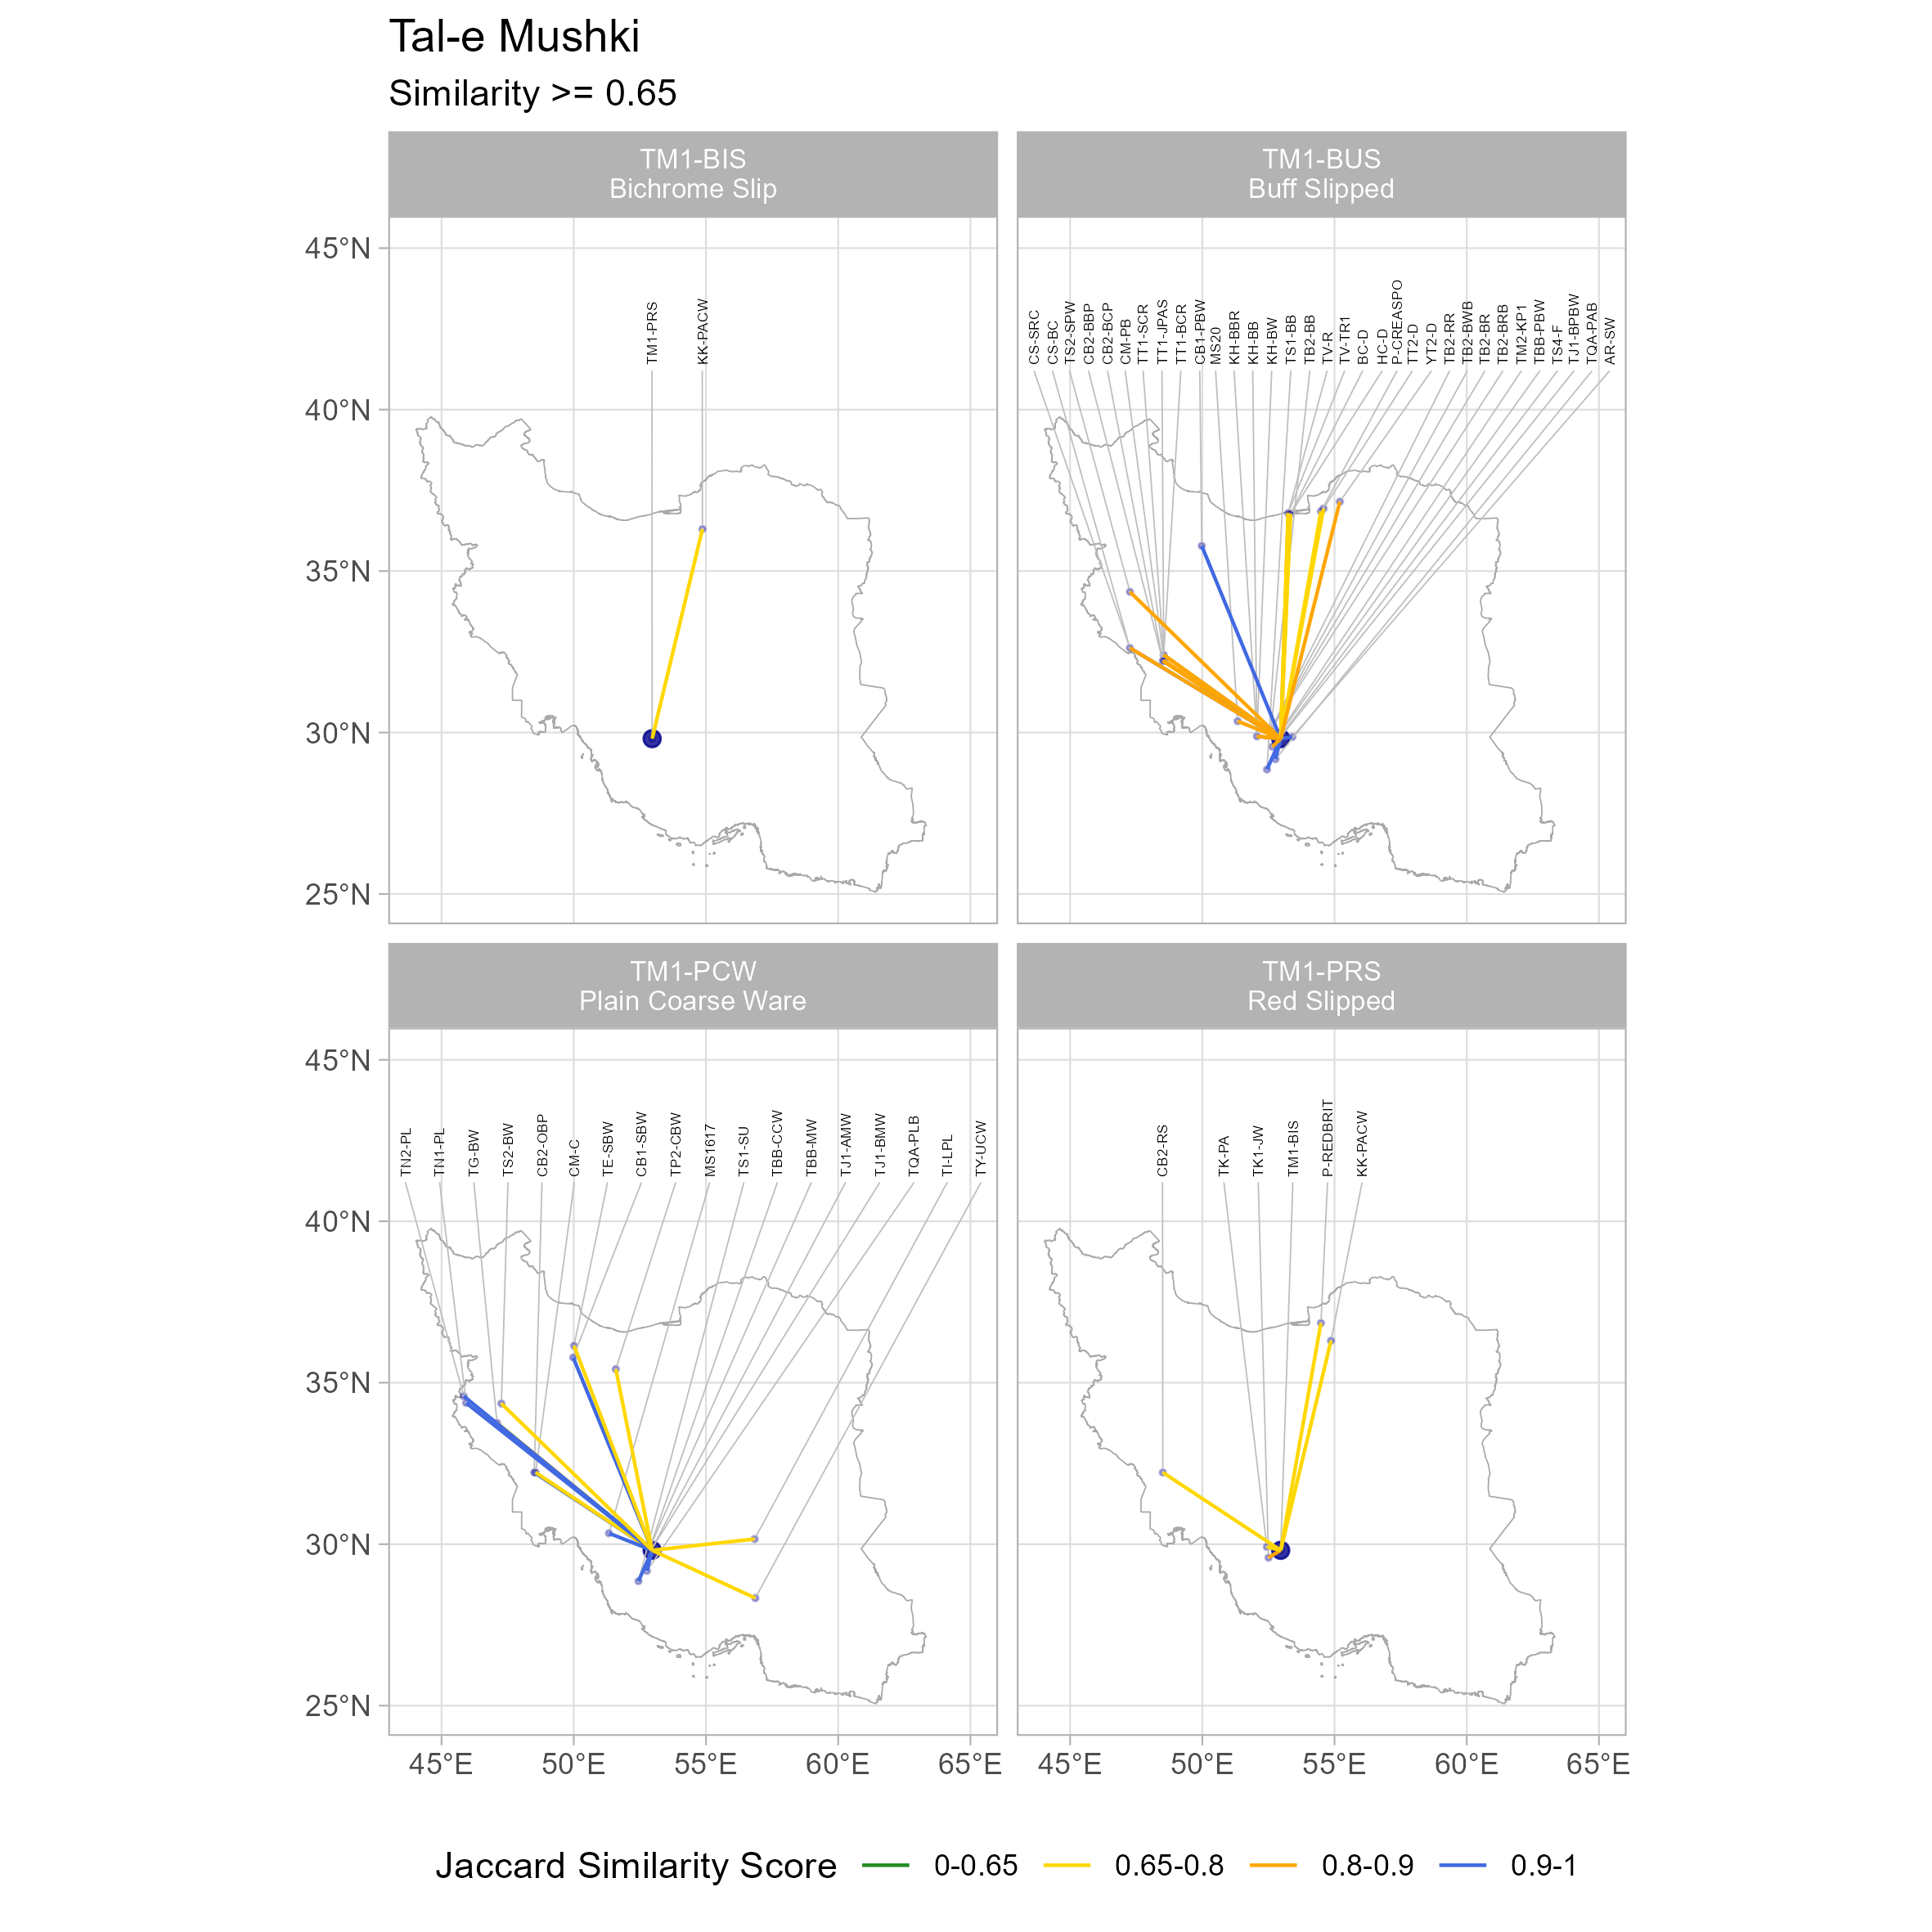 Tal-e Mushki
Similarity >= 0.65
TM1-BIS
Bichrome Slip
TM1-BUS
Buff Slipped
45°N
40°N
35°N
30°N
25°N
TM1-PRS
KK-PACW
CS-SRC
CS-BC
TS2-SPW
CB2-BBP
CB2-BCP
CM-PB
TT1-SCR
TT1-JPAS
TT1-BCR
CB1-PBW
MS20
KH-BBR
KH-BB
KH-BW
TS1-BB
TB2-BB
TV-R
TV-TR1
BC-D
HC-D
P-CREASPO
TT2-D
YT2-D
TB2-RR
TB2-BWB
TB2-BR
TB2-BRB
TM2-KP1
TBB-PBW
TS4-F
TJ1-BPBW
TQA-PAB
AR-SW
TM1-PCW
Plain Coarse Ware
TM1-PRS
Red Slipped
45°N
40°N
35°N
30°N
25°N
TN2-PL
TN1-PL
TG-BW
TS2-BW
CB2-OBP
CM-C
TE-SBW
CB1-SBW
TP2-CBW
MS1617
TS1-SU
TBB-CCW
TBB-MW
TJ1-AMW
TJ1-BMW
TQA-PLB
TI-LPL
TY-UCW
CB2-RS
TK-PA
TK1-JW
TM1-BIS
P-REDBRIT
KK-PACW
45°E 50°E 55°E 60°E 65°E
45°E 50°E 55°E 60°E 65°E
Jaccard Similarity Score 0-0.65 0.65-0.8 0.8-0.9 0.9-1